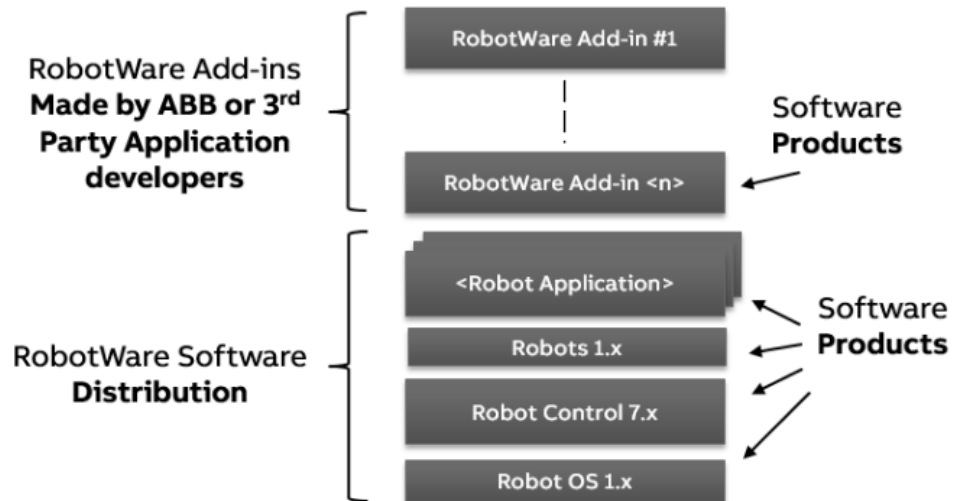 RobotWare Add-ins
Made by ABB or 3rd
Party Application
developers
RobotWare Add-in #1
RobotWare Add-in <n>
Software
Products
RobotWare Software
Distribution
<Robot Application>
Robots 1.x
Robot Control 7.x
Robot OS 1.x
Software
Products